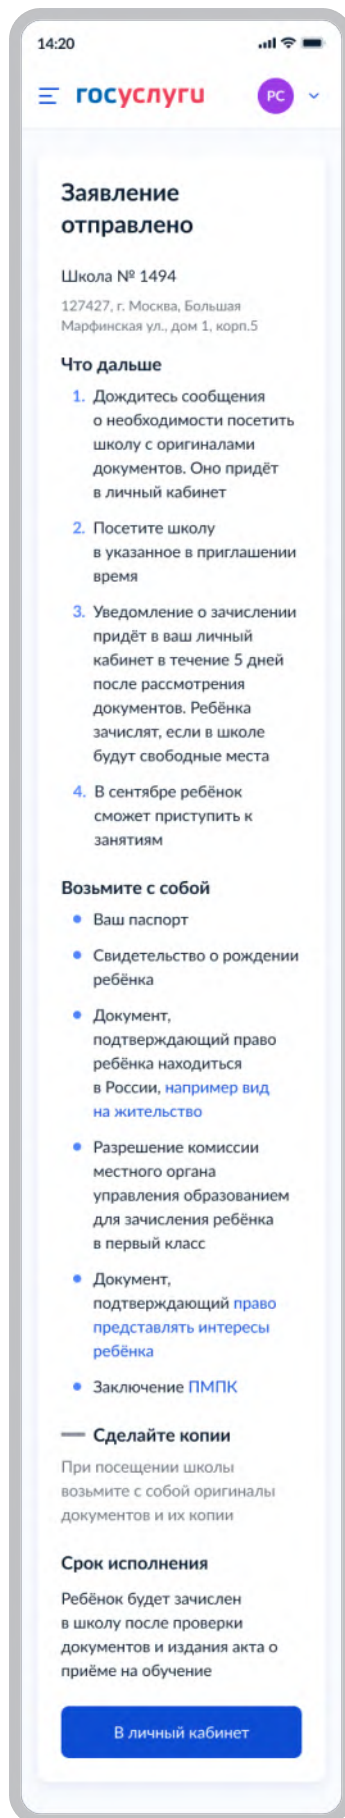 14:20
госуслуги
РС
Заявление
отправлено
Школа № 1494
127427, г. Москва, Большая
Марфинская ул., дом 1, корп.5
Что дальше
1. Дождитесь сообщения
о необходимости посетить
школу с оригиналами
документов. Оно придёт
в личный кабинет
2. Посетите школу
в указанное в приглашении
время
3. Уведомление о зачислении
придёт в ваш личный
кабинет в течение 5 дней
после рассмотрения
документов. Ребёнка
зачислят, если в школе
будут свободные места
4. В сентябре ребёнок
сможет приступить к
занятиям
Возьмите с собой
• Ваш паспорт
• Свидетельство о рождении
ребёнка
• Документ,
подтверждающий право
ребёнка находиться
в России, например вид
на жительство
• Разрешение комиссии
местного органа
управления образованием
для зачисления ребёнка
в первый класс
• Документ,
подтверждающий право
представлять интересы
ребёнка
• Заключение ПМПК
— Сделайте копии
При посещении школы
возьмите с собой оригиналы
документов и их копии
Срок исполнения
Ребёнок будет зачислен
в школу после проверки
документов и издания акта о
приёме на обучение
В личный кабинет